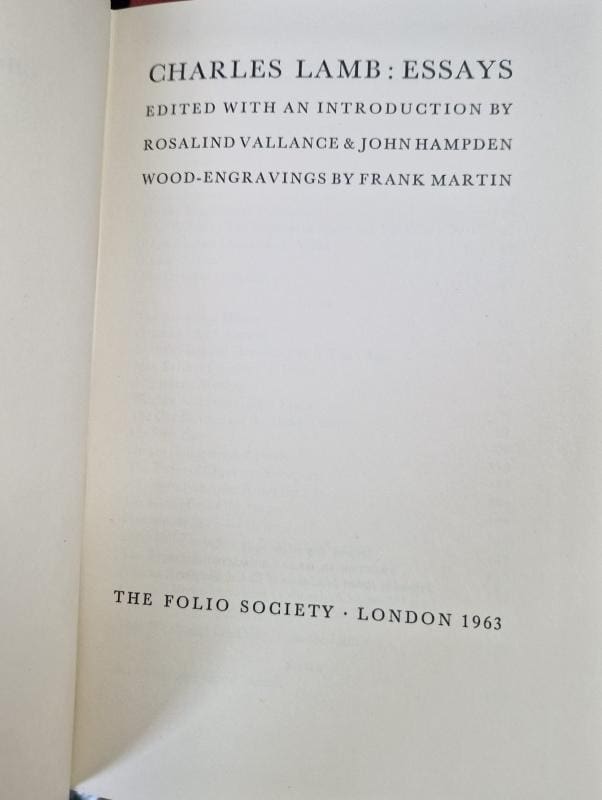 CHARLES LAMB: ESSAYS
EDITED WITH AN INTRODUCTION BY
ROSALIND VALLANCE & JOHN HAMPDEN
WOOD-ENGRAVINGS BY FRANK MARTIN
THE FOLIO SOCIETY · LONDON 1963